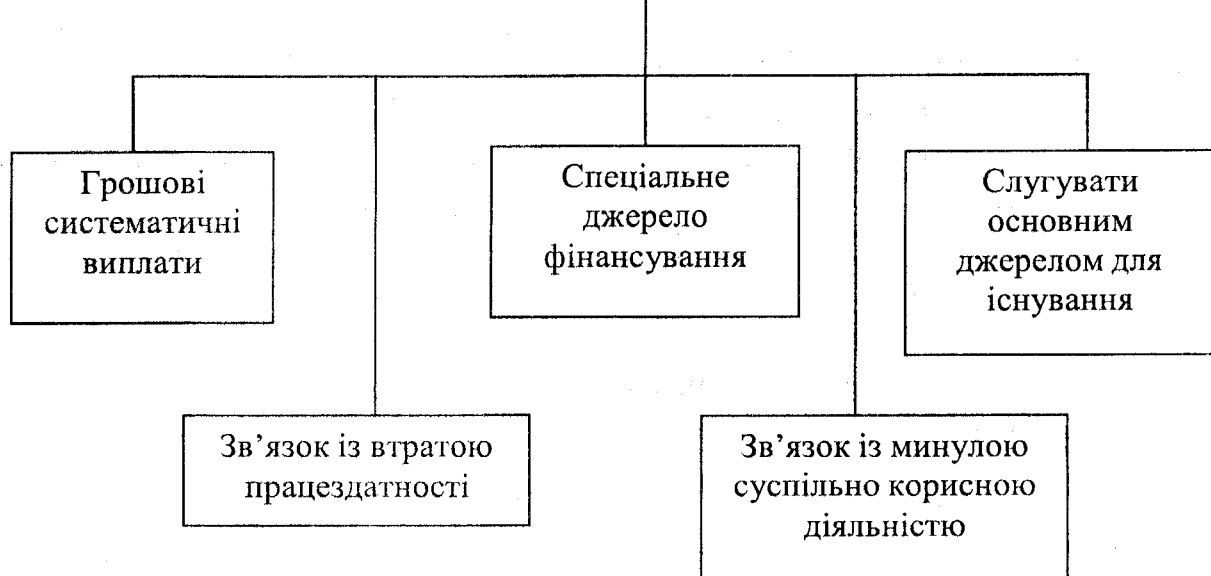 Грошові
систематичні
виплати
Спеціальне
джерело
фінансування
Слугувати
основним
джерелом для
існування
Зв’язок із втратою
працездатності
Зв’язок із минулою
суспільно корисною
діяльністю